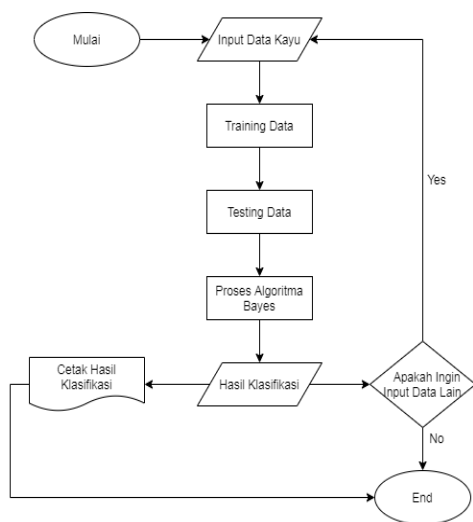 Mulai
Input Data Kayu
Training Data
Yes
Testing Data
Proses Algoritma
Bayes
Cetak Hasil
Klasifikasi
Hasil Klasifikasi
Apakah Ingin
Input Data Lain
No
End